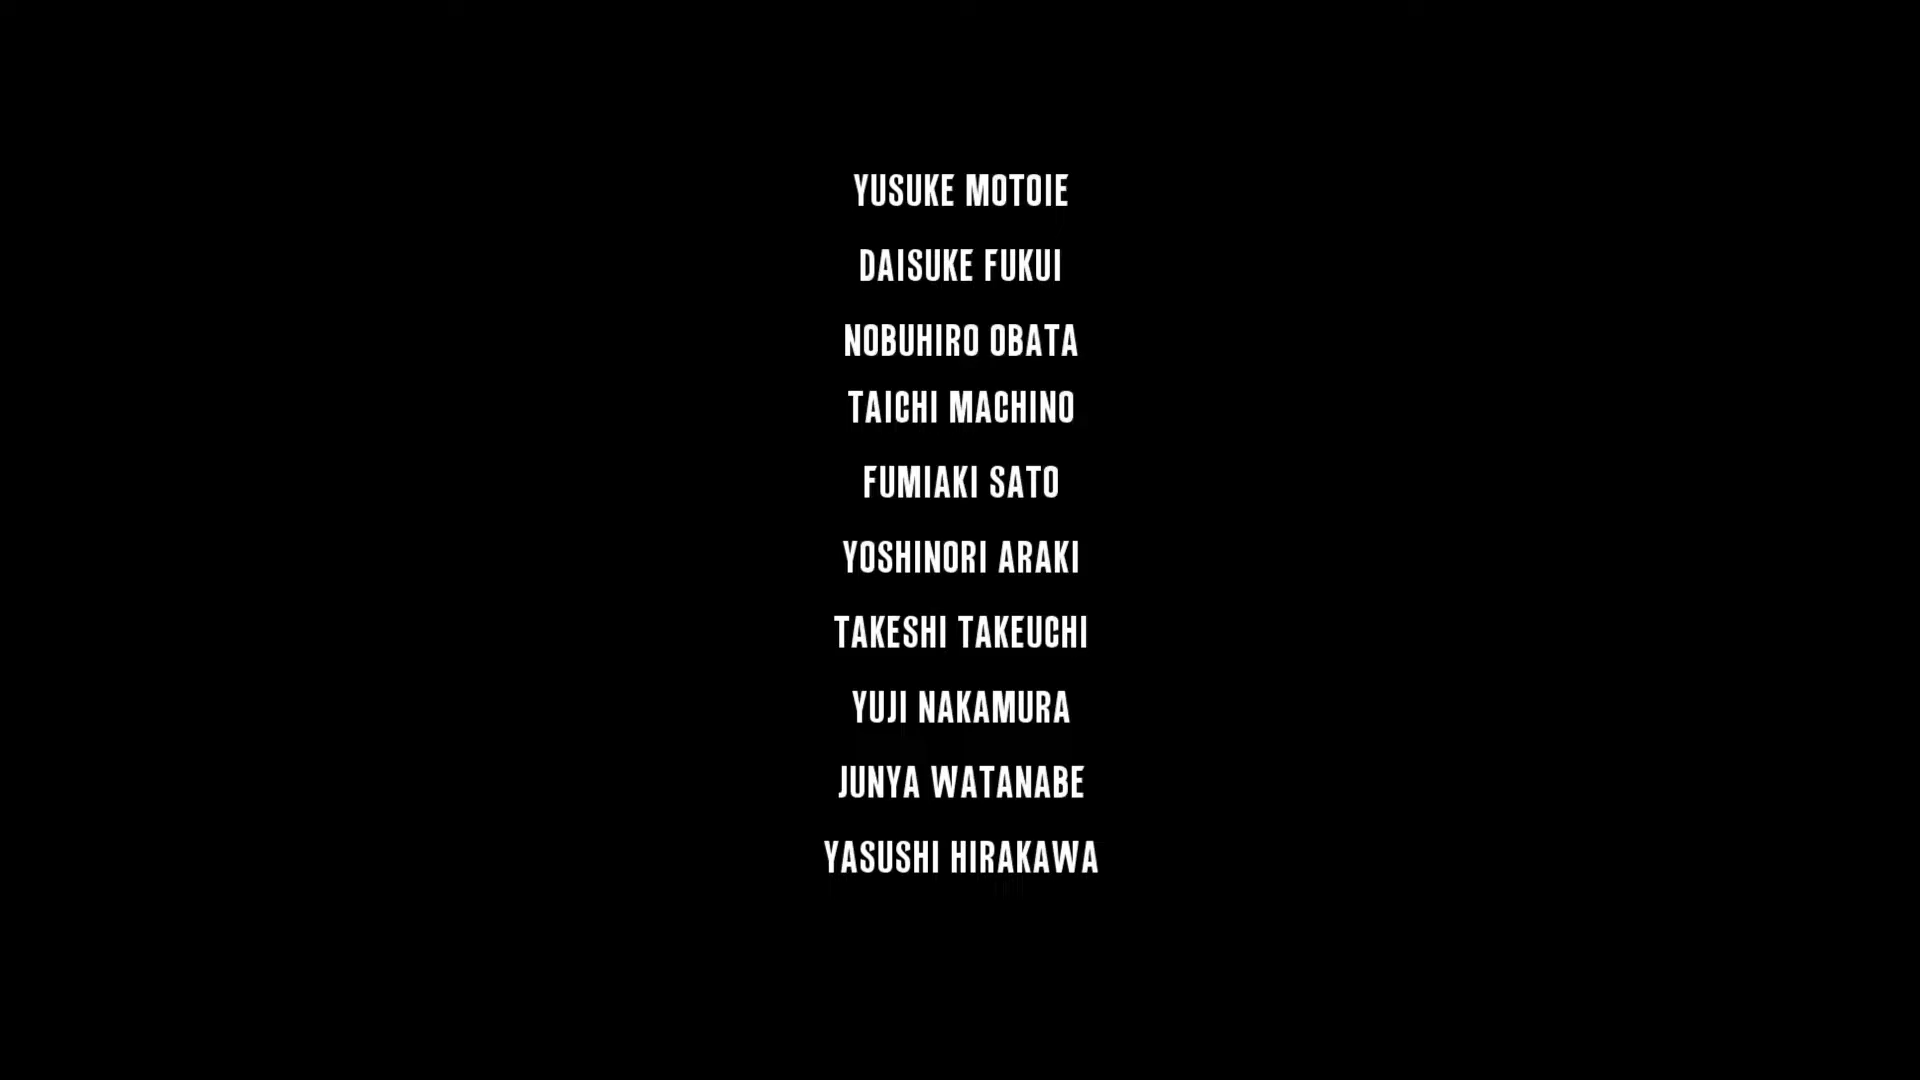 YUSUKE MOTOIE
DAISUKE FUKUI
NOBUHIRO OBATA
TAICHI MACHINO
FUMIAKI SATO
YOSHINORI ARAKI
TAKESHI TAKEUCHI
YUJI NAKAMURA
JUNYA WATANABE
YASUSHI HIRAKAWA